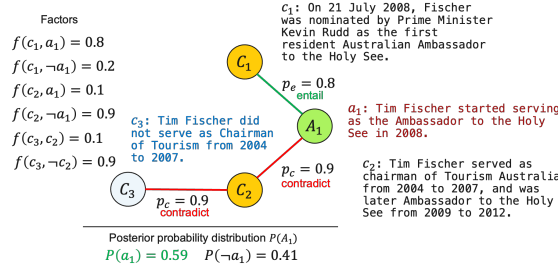 Factors
f(c₁, a₁) = 0.8
f(c₁, ¬a₁) = 0.2
f(c₂, a₁) = 0.1
f(c₂, ¬a₁) = 0.9
f(c₃, c₂) = 0.1
f(c₃, ¬c₂) = 0.9
c₁: On 21 July 2008, Fischer
was nominated by Prime Minister
Kevin Rudd as the first
resident Australian Ambassador
to the Holy See.
C₁
pₑ = 0.8
entail
A₁
a₁: Tim Fischer started serving
as the Ambassador to the Holy
See in 2008.
c₃: Tim Fischer did
not serve as Chairman
of Tourism from 2004
to 2007.
c₂: Tim Fischer served as
chairman of Tourism Australia
from 2004 to 2007, and was
later Ambassador to the Holy
See from 2009 to 2012.
p꜀ = 0.9
contradict
C₃
C₂
p꜀ = 0.9
contradict
Posterior probability distribution P(A₁)
P(a₁) = 0.59 P(¬a₁) = 0.41